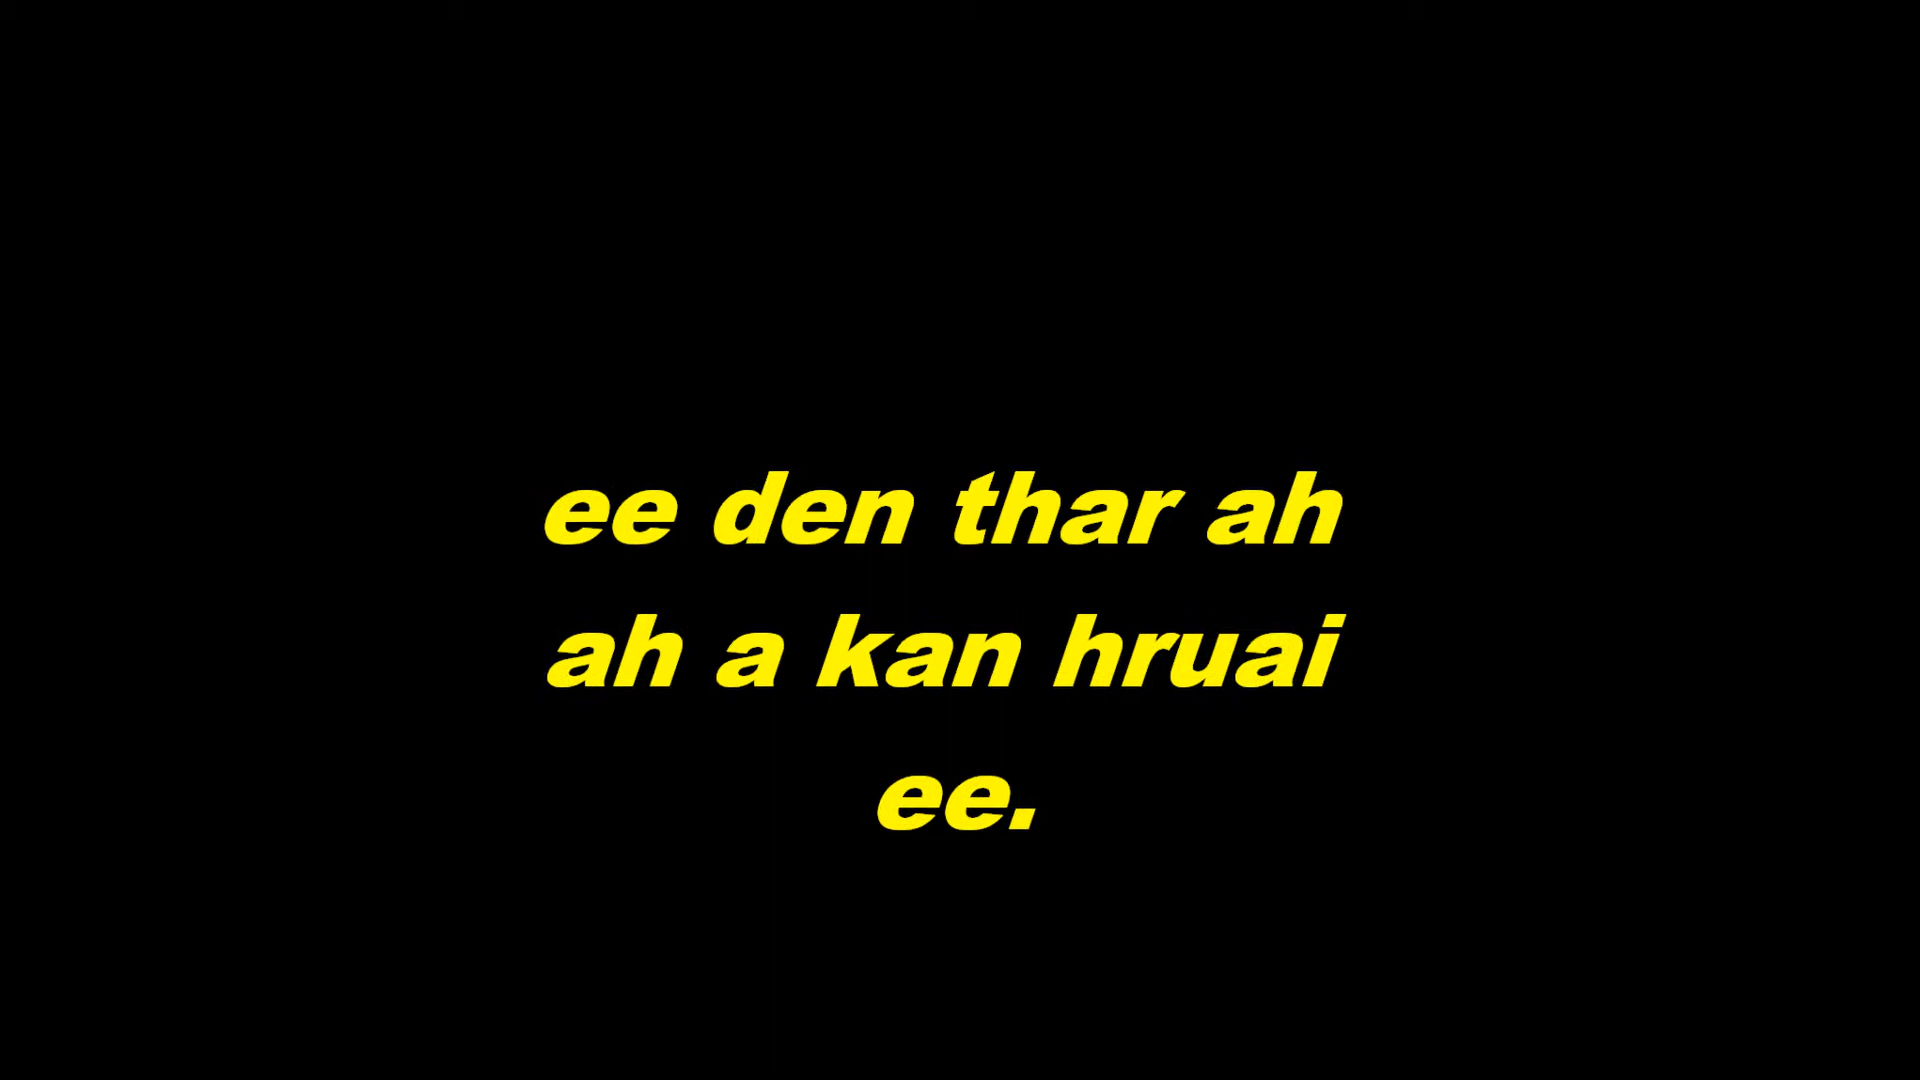 ee den thar ah
ah a kan hruai
ee.